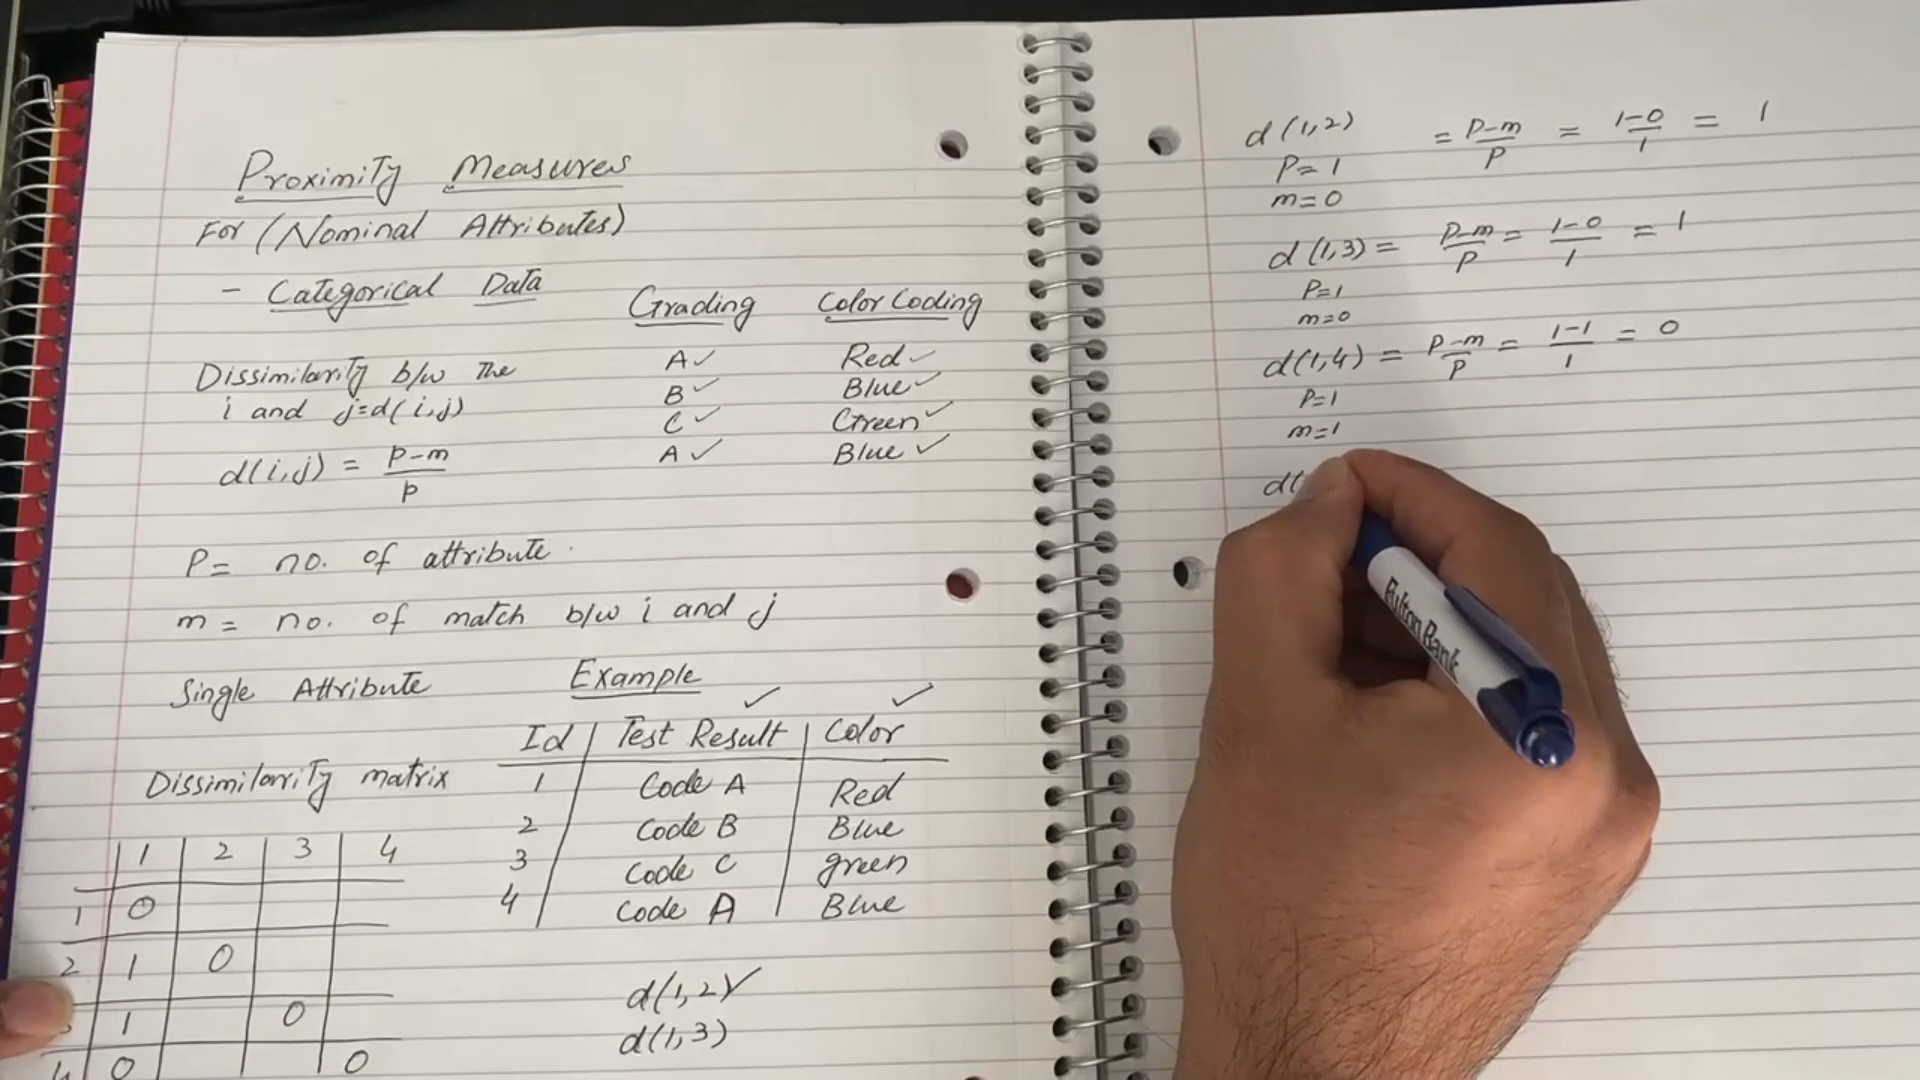 Proximity Measures
For (Nominal Attributes)
- Categorical Data
Grading Color Coding
Dissimilarity b/w the
i and j=d(i,j)
A✓ Red✓
B✓ Blue✓
C✓ Green✓
A✓ Blue✓
d(i,j) = p-m
p
P= no. of attribute.
m= no. of match b/w i and j
Single Attribute Example
✓ ✓
Id Test Result Color
1 Code A Red
2 Code B Blue
3 Code C green
4 Code A Blue
Dissimilarity matrix
1 2 3 4
1 0
2 1 0
3 1 0
4 0 0
d(1,2)✓
d(1,3)
d(1,2) = P-m = 1-0 = 1
P 1
P=1
m=0
d(1,3) = P-m = 1-0 = 1
P 1
P=1
m=0
d(1,4) = P-m = 1-1 = 0
P 1
P=1
m=1
d(
Fulton Bank